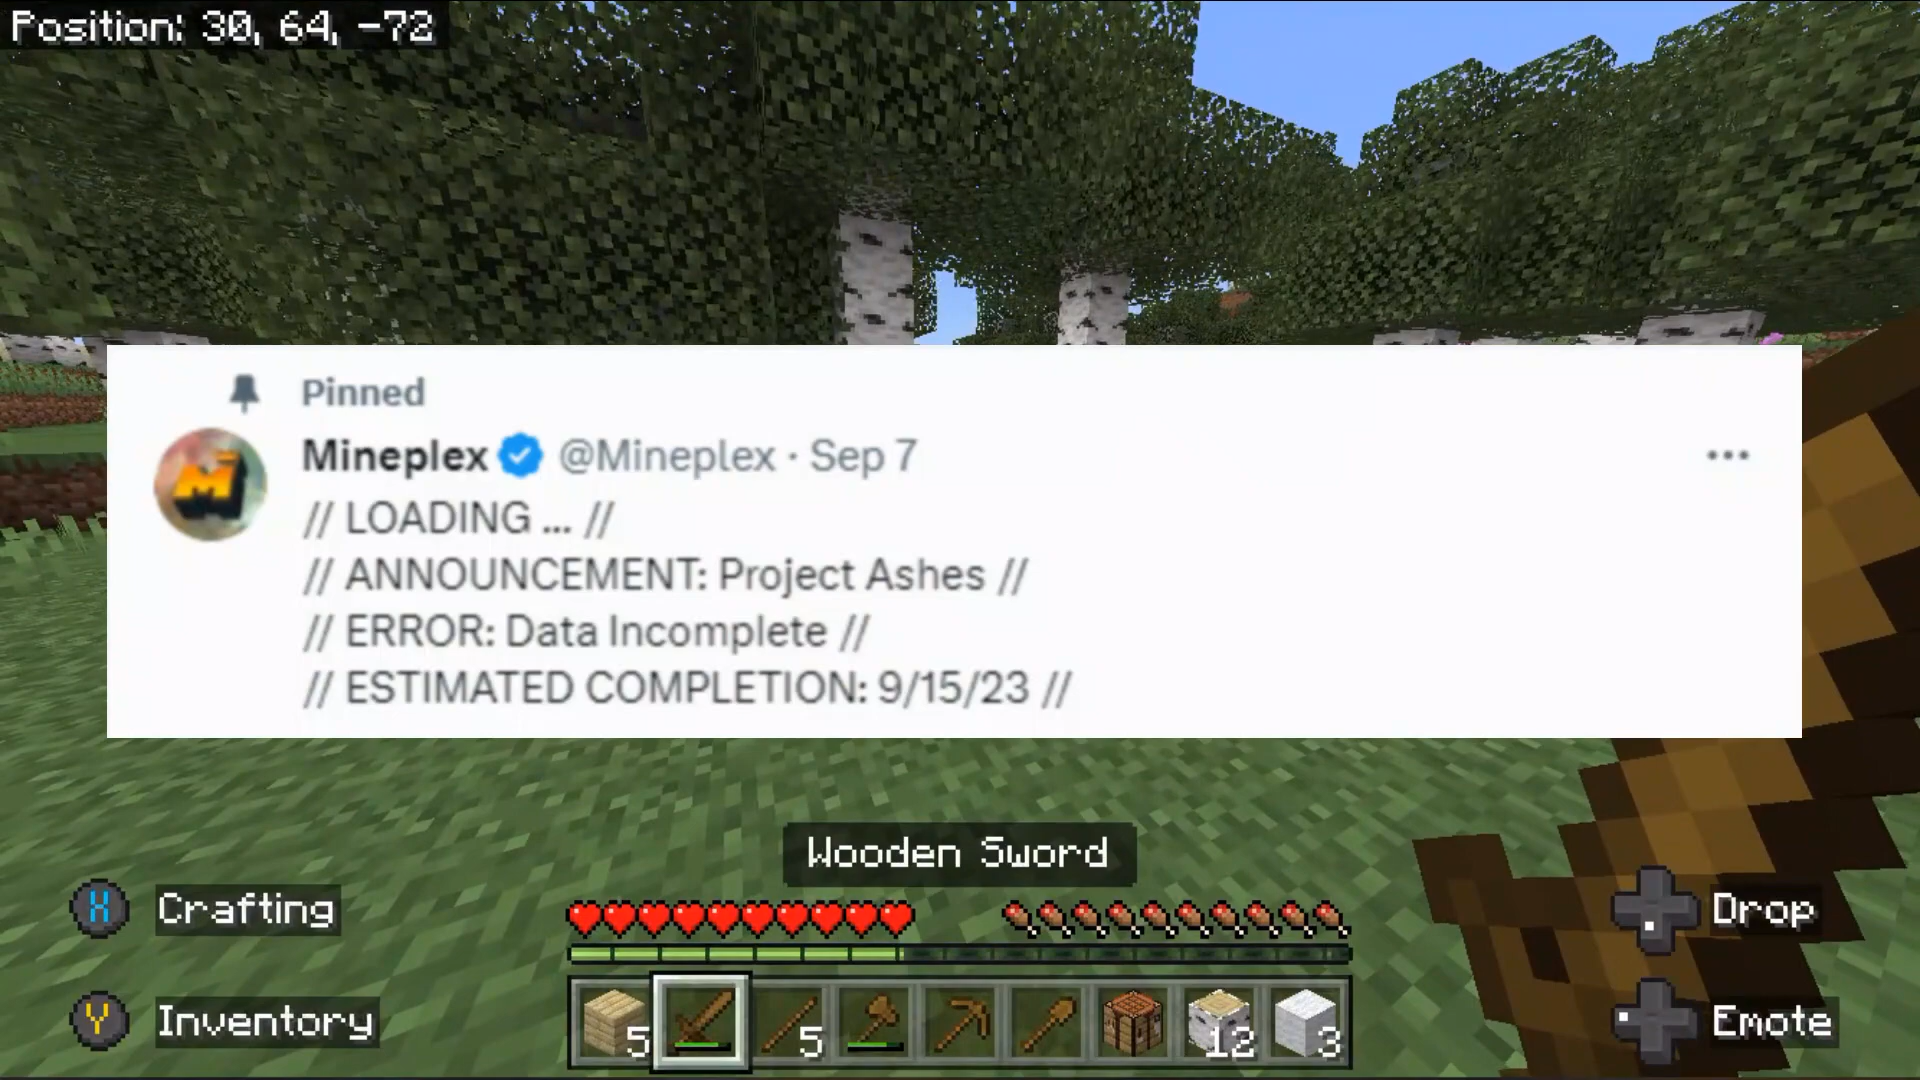 Position: 30, 64, -72
Pinned
Mineplex @Mineplex · Sep 7
// LOADING ... //
// ANNOUNCEMENT: Project Ashes //
// ERROR: Data Incomplete //
// ESTIMATED COMPLETION: 9/15/23 //
Wooden Sword
X Crafting
Drop
Y Inventory
Emote
5 5 12 3